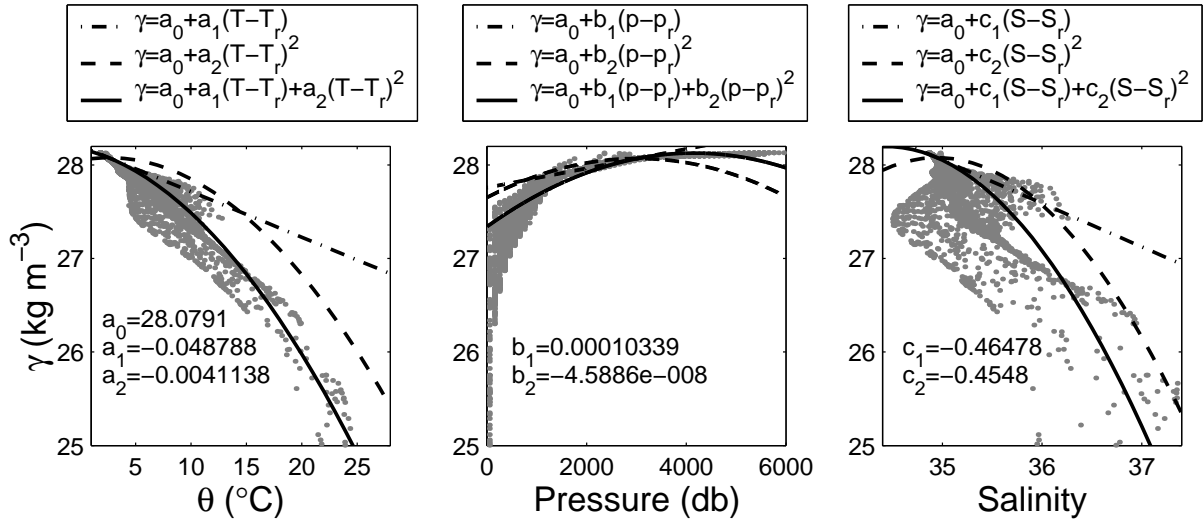 γ=a₀+a₁(T−Tᵣ)
γ=a₀+a₂(T−Tᵣ)²
γ=a₀+a₁(T−Tᵣ)+a₂(T−Tᵣ)²
γ=a₀+b₁(p−pᵣ)
γ=a₀+b₂(p−pᵣ)²
γ=a₀+b₁(p−pᵣ)+b₂(p−pᵣ)²
γ=a₀+c₁(S−Sᵣ)
γ=a₀+c₂(S−Sᵣ)²
γ=a₀+c₁(S−Sᵣ)+c₂(S−Sᵣ)²
γ (kg m⁻³)
28
27
26
25
a₀=28.0791
a₁=−0.048788
a₂=−0.0041138
5 10 15 20 25
θ (°C)
28
27
26
25
b₁=0.00010339
b₂=−4.5886e−008
0 2000 4000 6000
Pressure (db)
28
27
26
25
c₁=−0.46478
c₂=−0.4548
35 36 37
Salinity